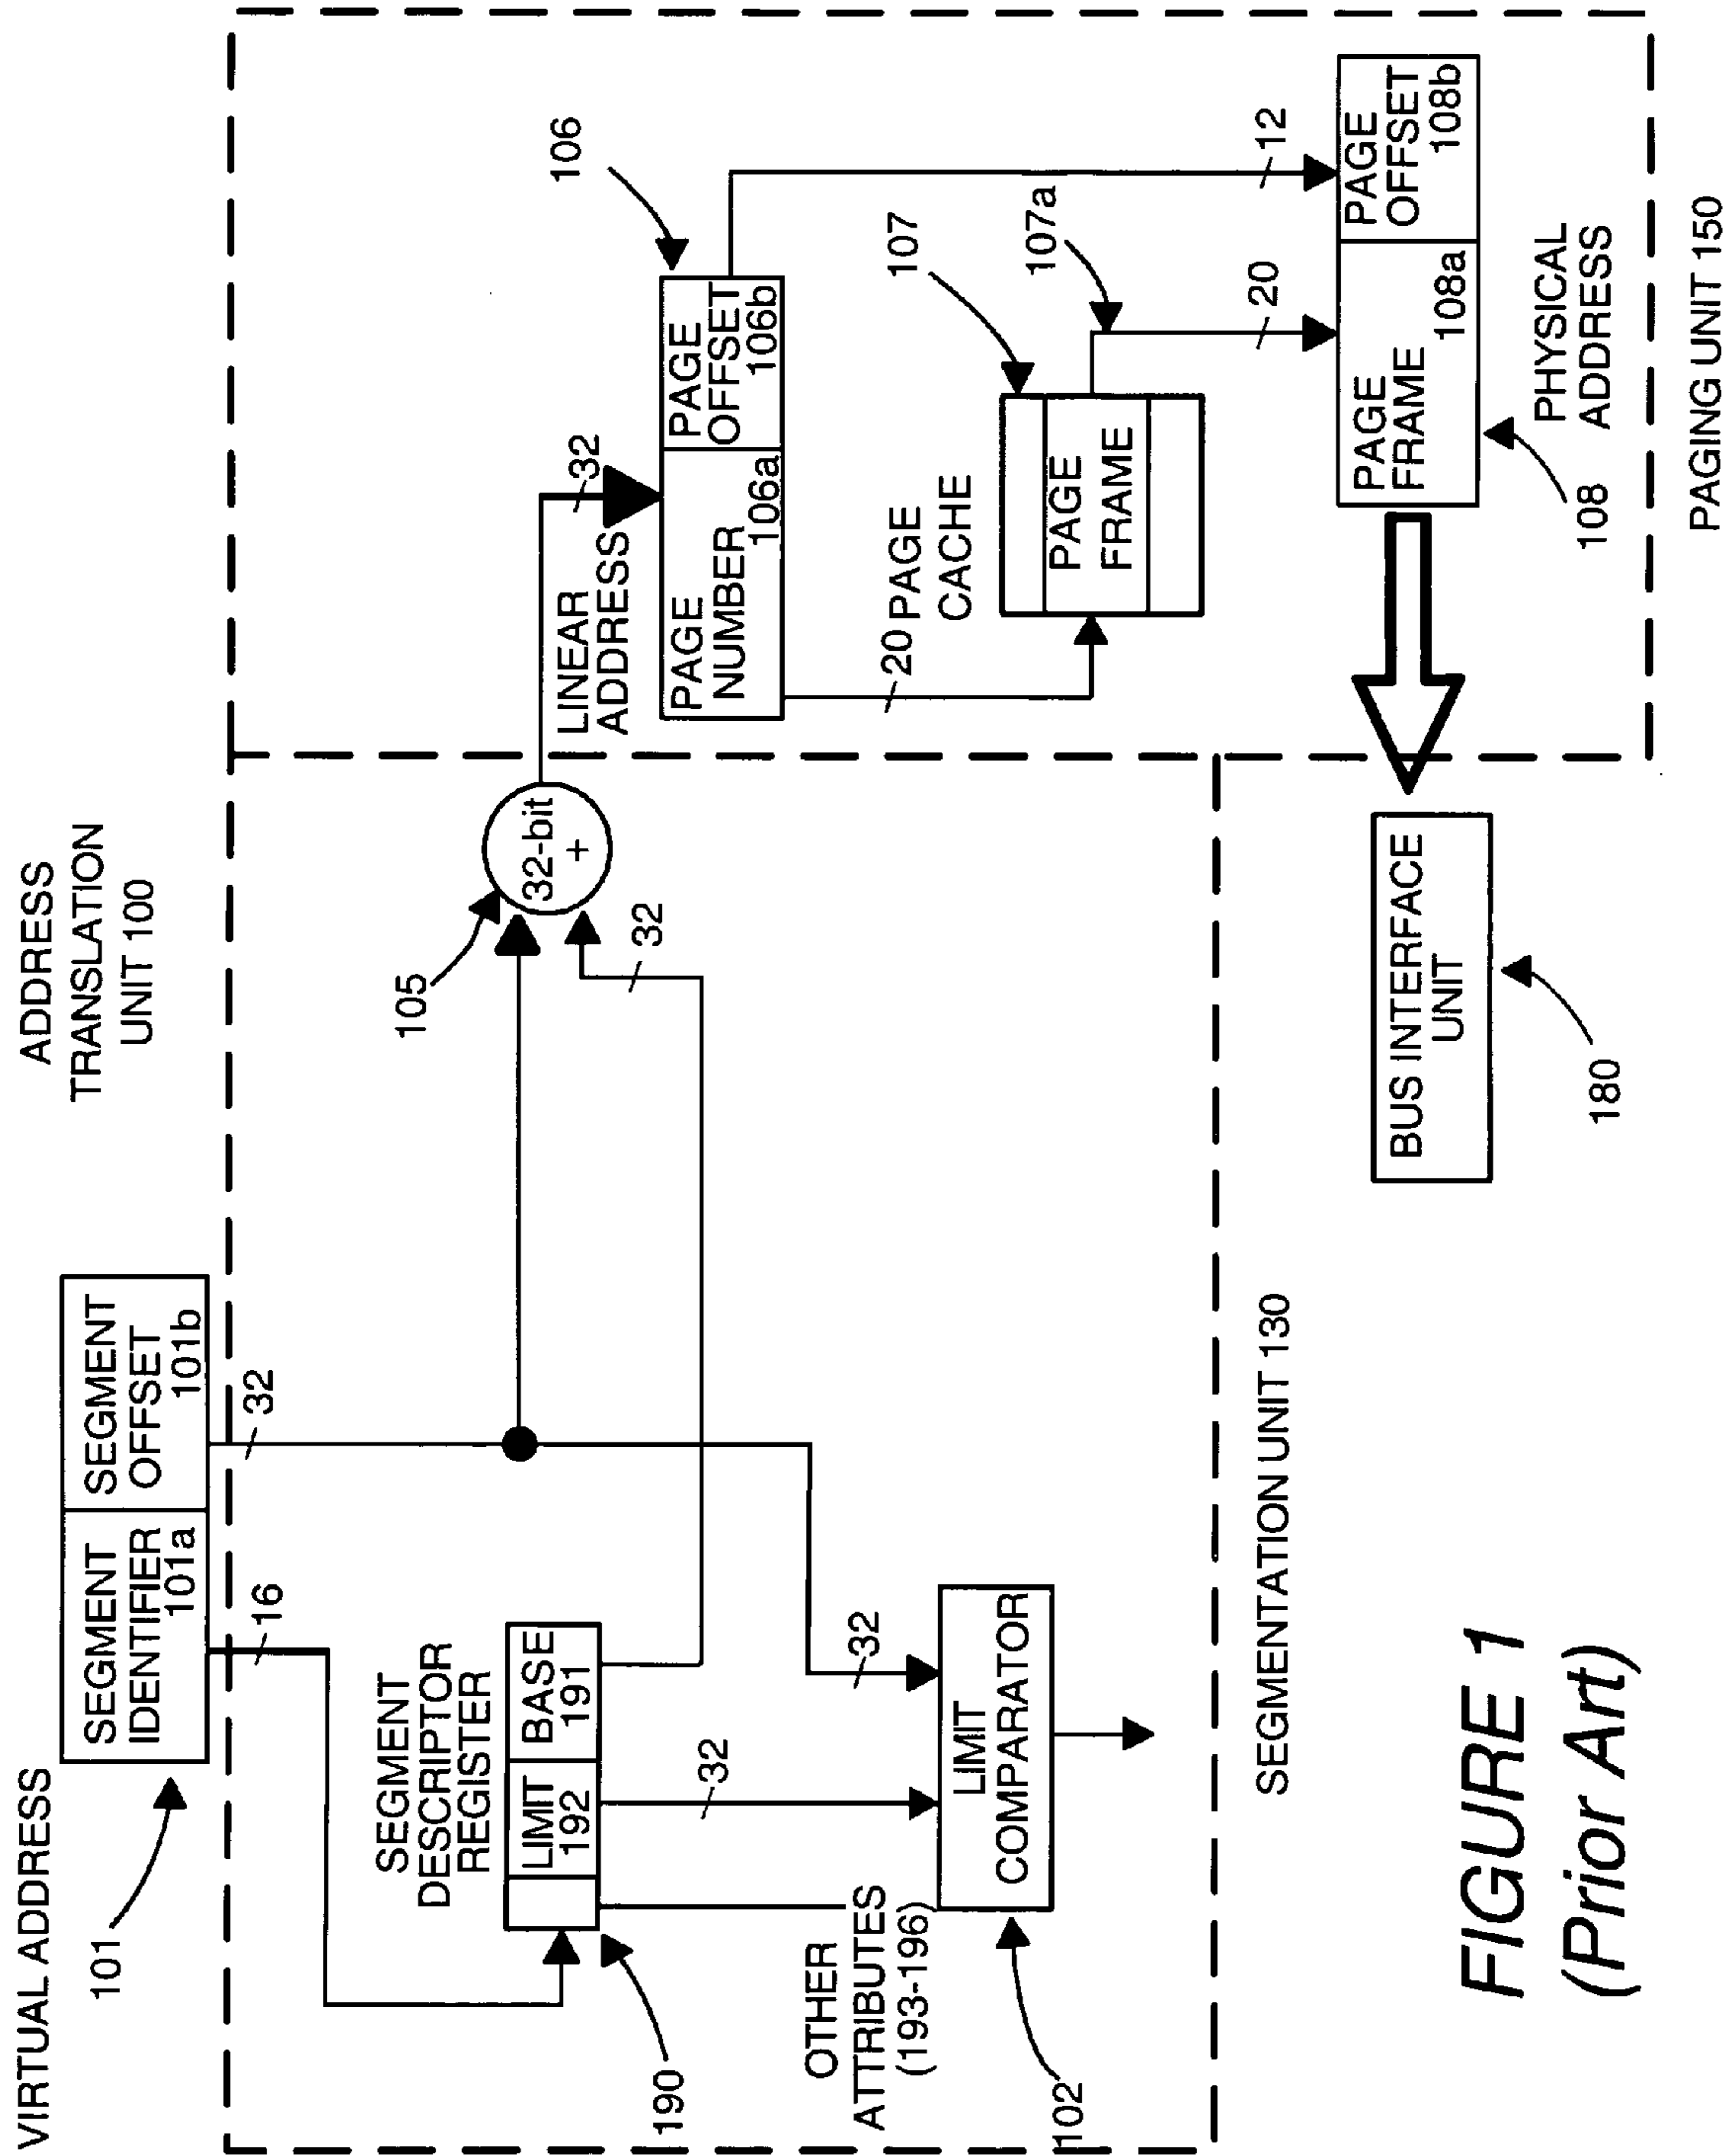 ADDRESS
TRANSLATION
UNIT 100
VIRTUAL ADDRESS
101
SEGMENT
IDENTIFIER
101a
SEGMENT
OFFSET
101b
16
32
SEGMENT
DESCRIPTOR
REGISTER
LIMIT
192
BASE
191
190
OTHER
ATTRIBUTES
(193-196)
32
32
LIMIT
COMPARATOR
102
105
32-bit
+
32
SEGMENTATION UNIT 130
LINEAR
ADDRESS
32
106
PAGE
NUMBER
106a
PAGE
OFFSET
106b
20
PAGE
CACHE
107
PAGE
FRAME
107a
20
12
PAGE
FRAME
108a
PAGE
OFFSET
108b
108
PHYSICAL
ADDRESS
PAGING UNIT 150
BUS INTERFACE
UNIT
180
FIGURE 1
(Prior Art)